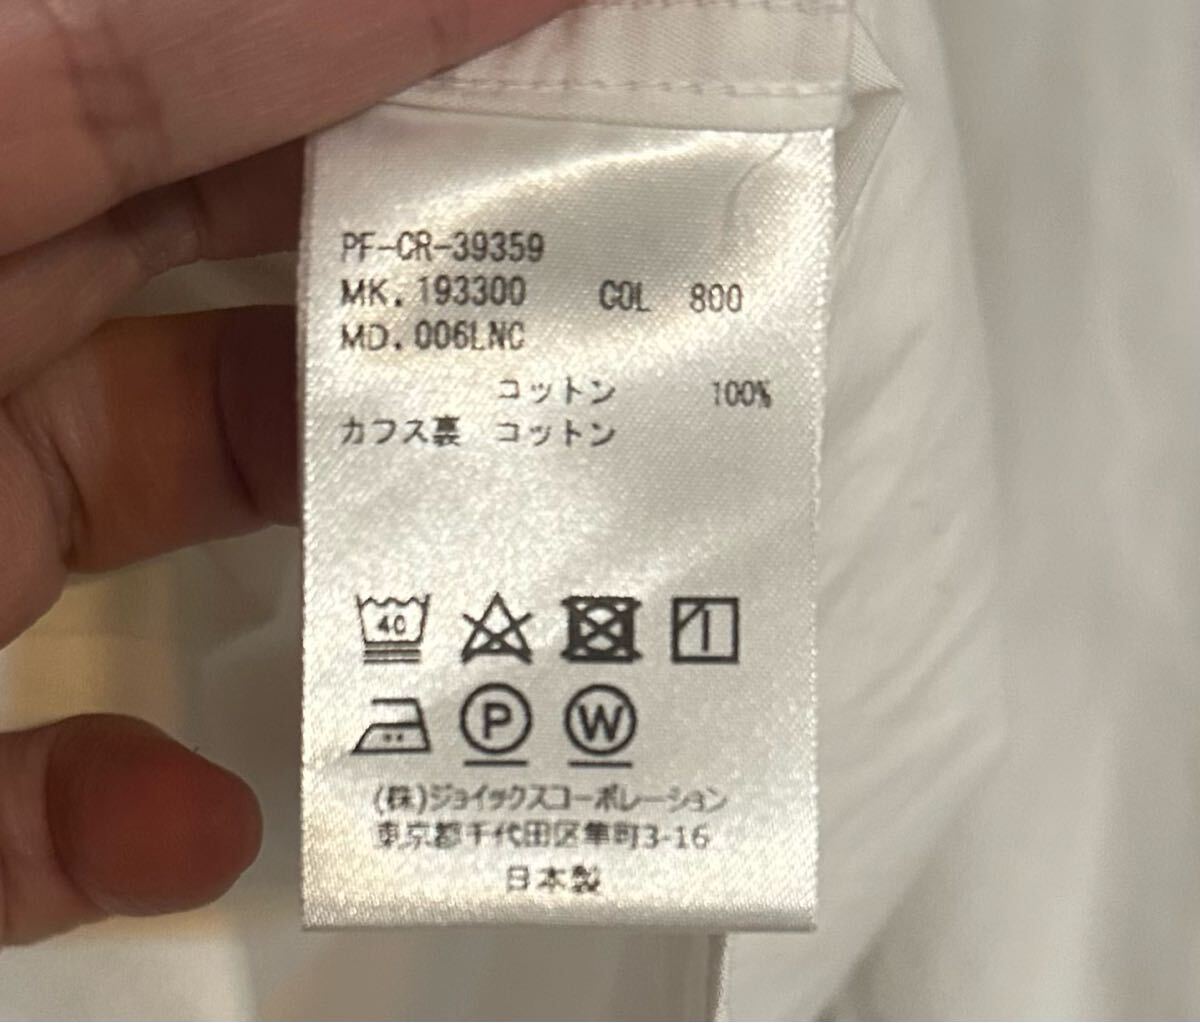 PF-CR-39359
MK. 193300 COL 800
MD. 006LNC
コットン 100%
カフス裏 コットン
40
P W
(株)ジョイックスコーポレーション
東京都千代田区隼町3-16
日本製